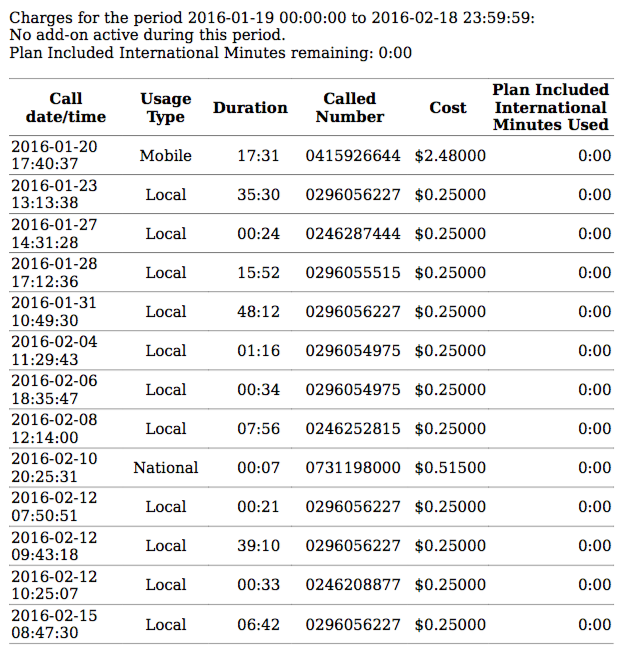 Charges for the period 2016-01-19 00:00:00 to 2016-02-18 23:59:59:
No add-on active during this period.
Plan Included International Minutes remaining: 0:00
Call date/time Usage Type Duration Called Number Cost Plan Included International Minutes Used
2016-01-20 17:40:37 Mobile 17:31 0415926644 $2.48000 0:00
2016-01-23 13:13:38 Local 35:30 0296056227 $0.25000 0:00
2016-01-27 14:31:28 Local 00:24 0246287444 $0.25000 0:00
2016-01-28 17:12:36 Local 15:52 0296055515 $0.25000 0:00
2016-01-31 10:49:30 Local 48:12 0296056227 $0.25000 0:00
2016-02-04 11:29:43 Local 01:16 0296054975 $0.25000 0:00
2016-02-06 18:35:47 Local 00:34 0296054975 $0.25000 0:00
2016-02-08 12:14:00 Local 07:56 0246252815 $0.25000 0:00
2016-02-10 20:25:31 National 00:07 0731198000 $0.51500 0:00
2016-02-12 07:50:51 Local 00:21 0296056227 $0.25000 0:00
2016-02-12 09:43:18 Local 39:10 0296056227 $0.25000 0:00
2016-02-12 10:25:07 Local 00:33 0246208877 $0.25000 0:00
2016-02-15 08:47:30 Local 06:42 0296056227 $0.25000 0:00